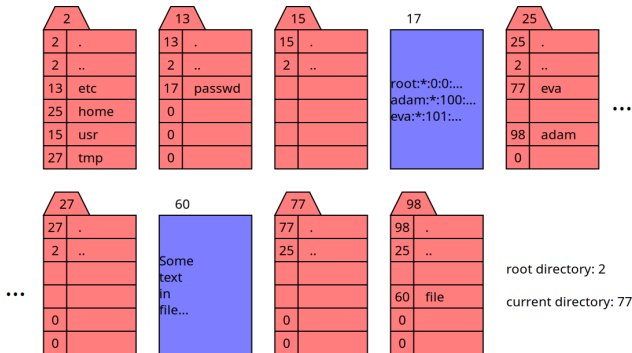 2
2 .
2 ..
13 etc
25 home
15 usr
27 tmp
13
13 .
2 ..
17 passwd
0
0
0
15
15 .
2 ..
17
root:*:0:0:...
adam:*:100:...
eva:*:101:...
25
25 .
2 ..
77 eva
98 adam
0
...
...
27
27 .
2 ..
0
0
60
Some
text
in
file...
77
77 .
25 ..
0
0
98
98 .
25 ..
60 file
0
0
root directory: 2
current directory: 77